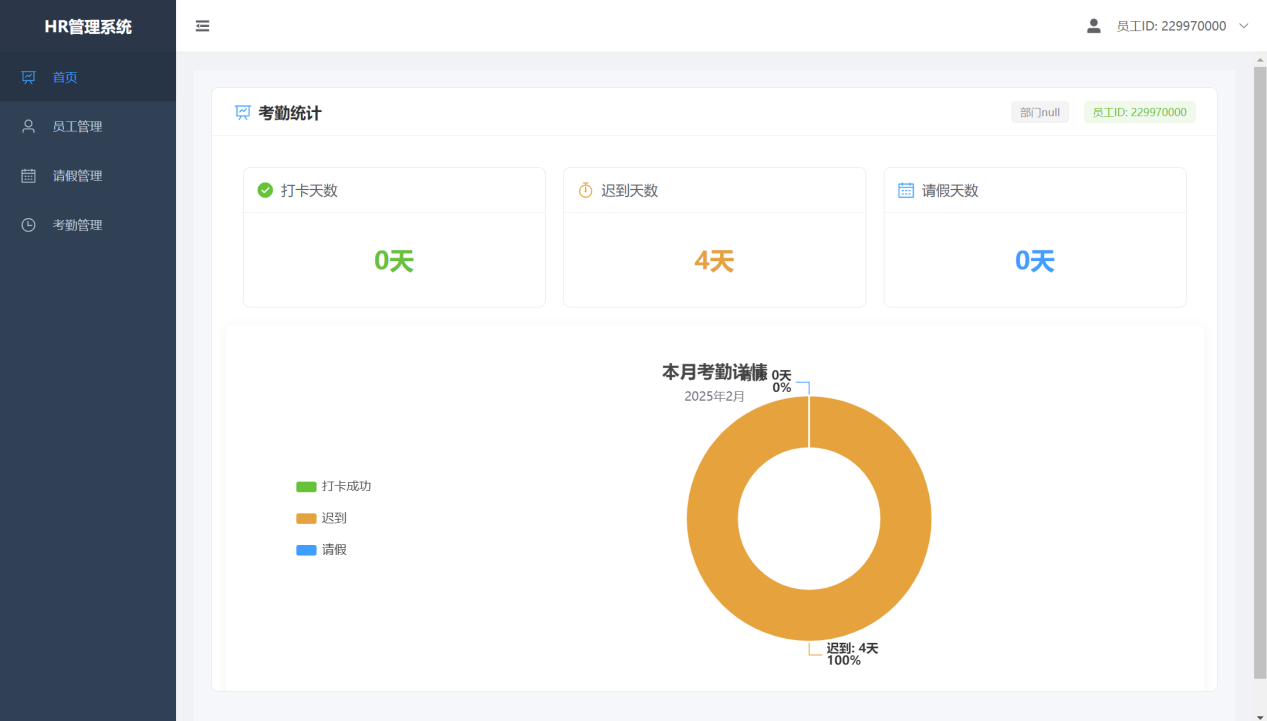 HR管理系统
员工ID: 229970000
首页
员工管理
请假管理
考勤管理
考勤统计
部门null
员工ID: 229970000
打卡天数
迟到天数
请假天数
0天
4天
0天
本月考勤详情
2025年2月
请假: 0天
0%
打卡成功
迟到
请假
迟到: 4天
100%